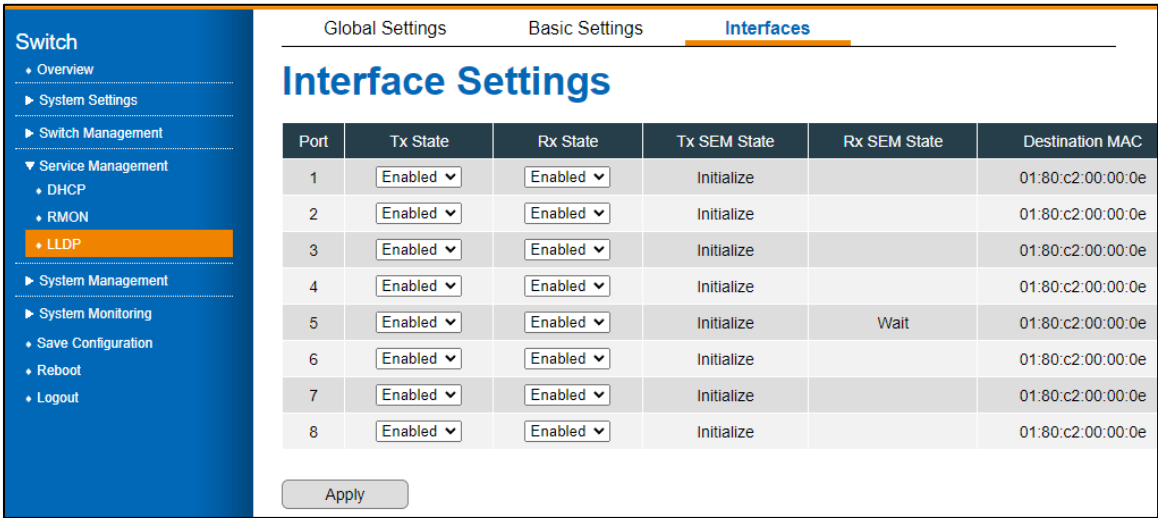 Switch
Overview
System Settings
Switch Management
Service Management
DHCP
RMON
LLDP
System Management
System Monitoring
Save Configuration
Reboot
Logout
Global Settings Basic Settings Interfaces
Interface Settings
Port Tx State Rx State Tx SEM State Rx SEM State Destination MAC
1 Enabled Enabled Initialize 01:80:c2:00:00:0e
2 Enabled Enabled Initialize 01:80:c2:00:00:0e
3 Enabled Enabled Initialize 01:80:c2:00:00:0e
4 Enabled Enabled Initialize 01:80:c2:00:00:0e
5 Enabled Enabled Initialize Wait 01:80:c2:00:00:0e
6 Enabled Enabled Initialize 01:80:c2:00:00:0e
7 Enabled Enabled Initialize 01:80:c2:00:00:0e
8 Enabled Enabled Initialize 01:80:c2:00:00:0e
Apply